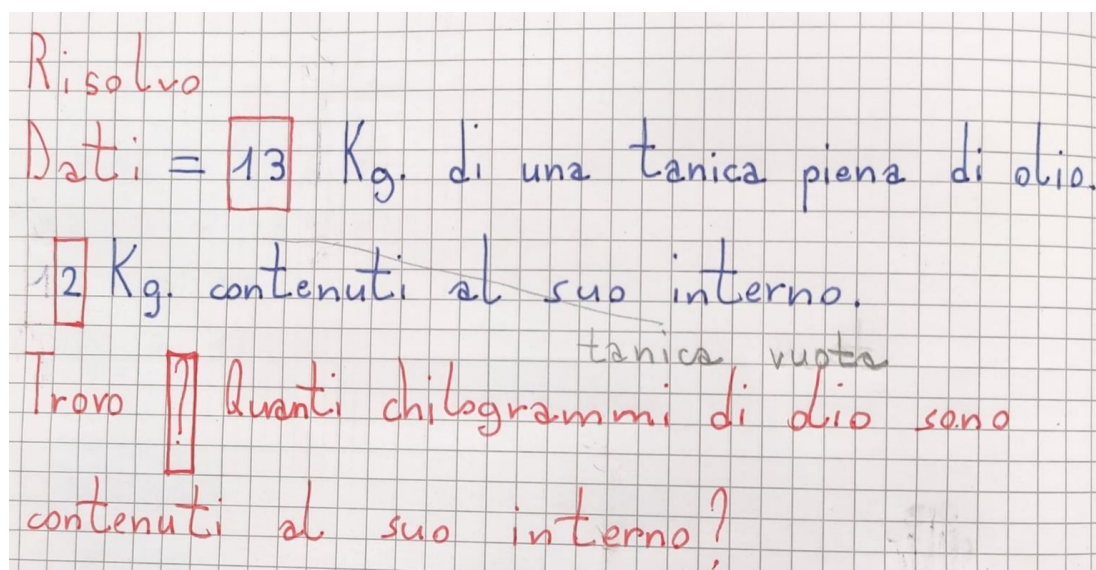 Risolvo
Dati = 13 Kg. di una tanica piena di olio.
2 Kg. contenuti al suo interno.
tanica vuota
Trovo ? Quanti chilogrammi di olio sono
contenuti al suo interno?